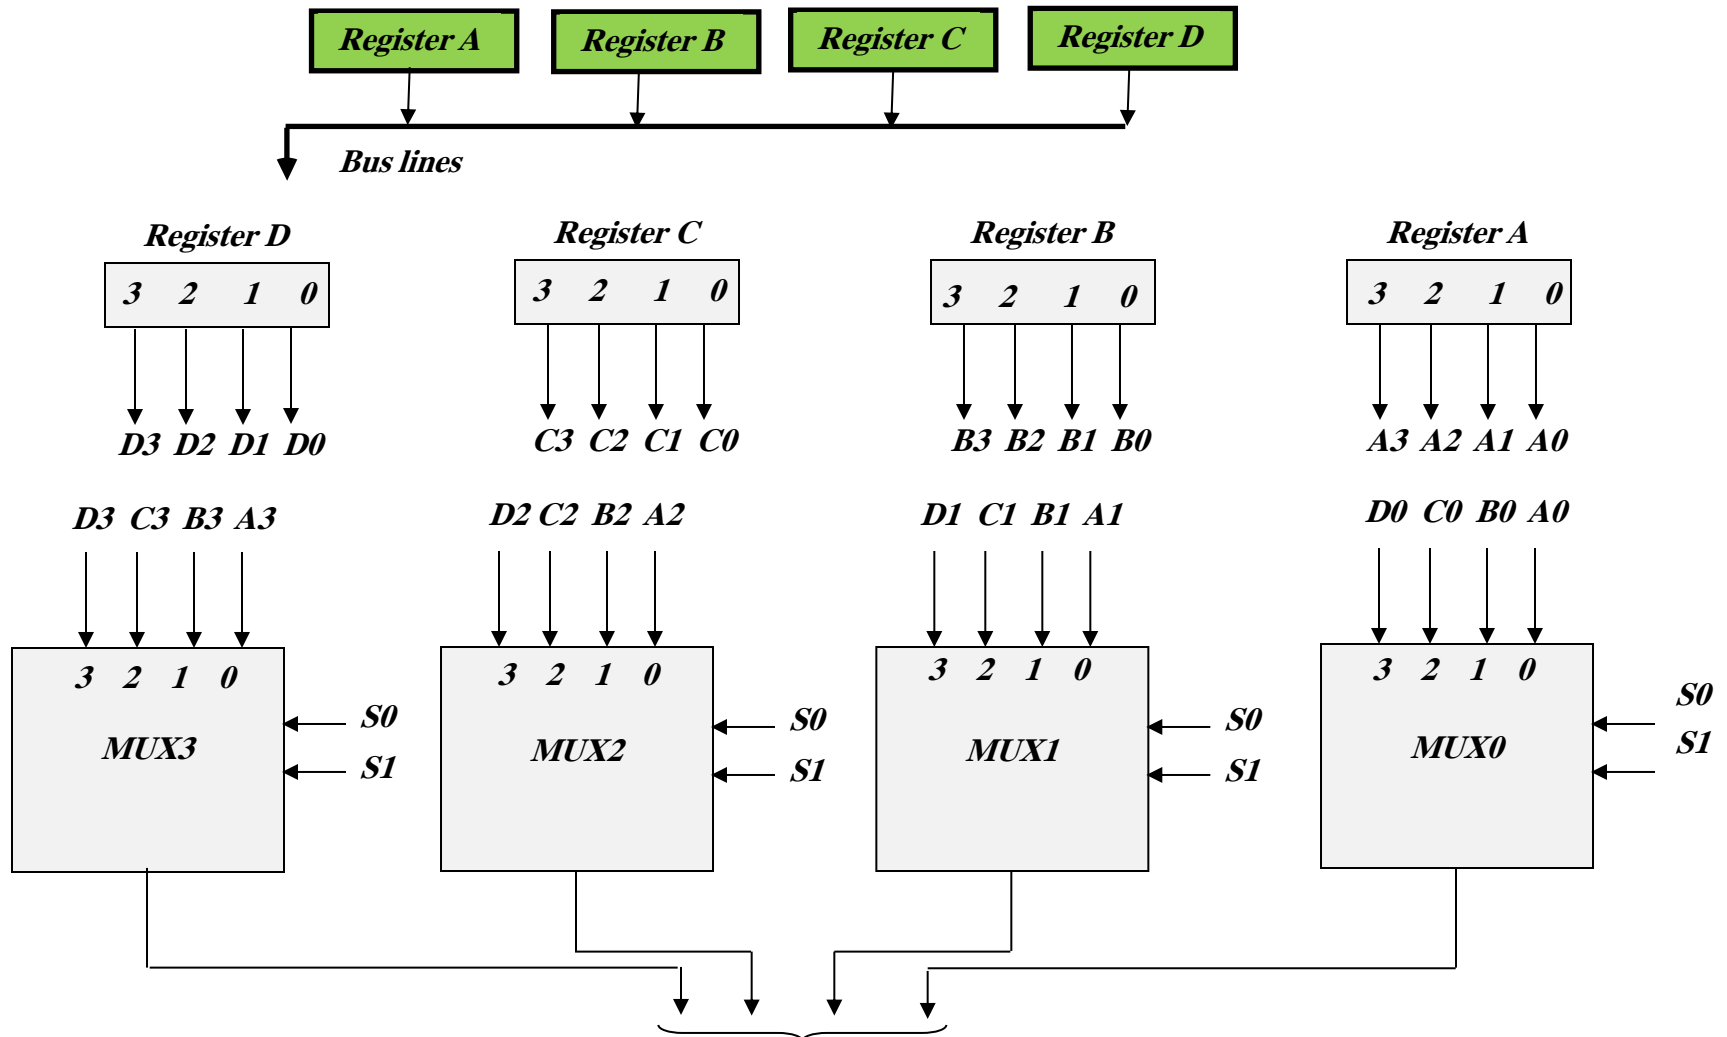 Register A Register B Register C Register D
Bus lines
Register D Register C Register B Register A
3 2 1 0 3 2 1 0 3 2 1 0 3 2 1 0
D3 D2 D1 D0 C3 C2 C1 C0 B3 B2 B1 B0 A3 A2 A1 A0
D3 C3 B3 A3 D2 C2 B2 A2 D1 C1 B1 A1 D0 C0 B0 A0
3 2 1 0 3 2 1 0 3 2 1 0 3 2 1 0
S0 S0 S0 S0
MUX3 MUX2 MUX1 MUX0
S1 S1 S1 S1